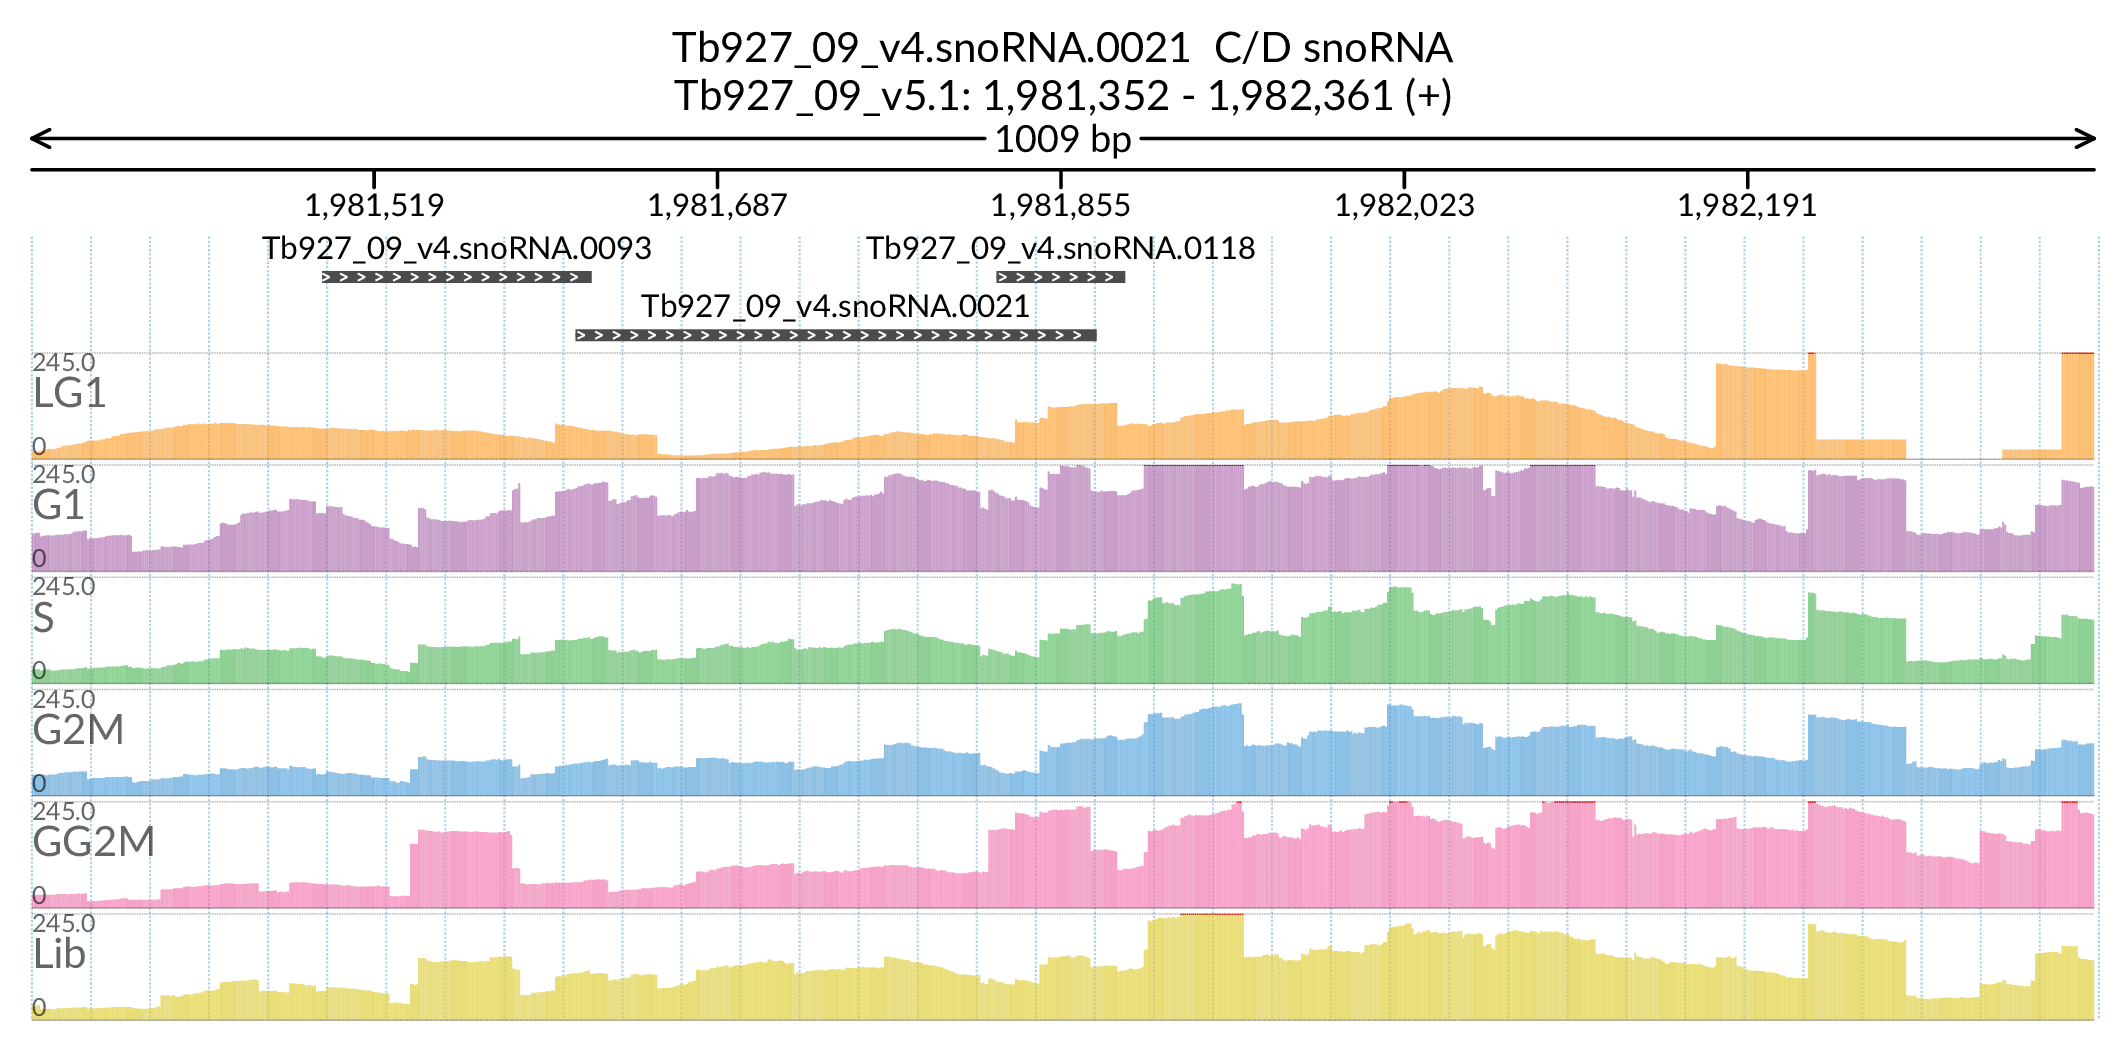 Tb927_09_v4.snoRNA.0021  C/D snoRNA
Tb927_09_v5.1: 1,981,352 - 1,982,361 (+)
1009 bp
1,981,519 1,981,687 1,981,855 1,982,023 1,982,191
Tb927_09_v4.snoRNA.0093 Tb927_09_v4.snoRNA.0118
Tb927_09_v4.snoRNA.0021
245.0
LG1
0
245.0
G1
0
245.0
S
0
245.0
G2M
0
245.0
GG2M
0
245.0
Lib
0